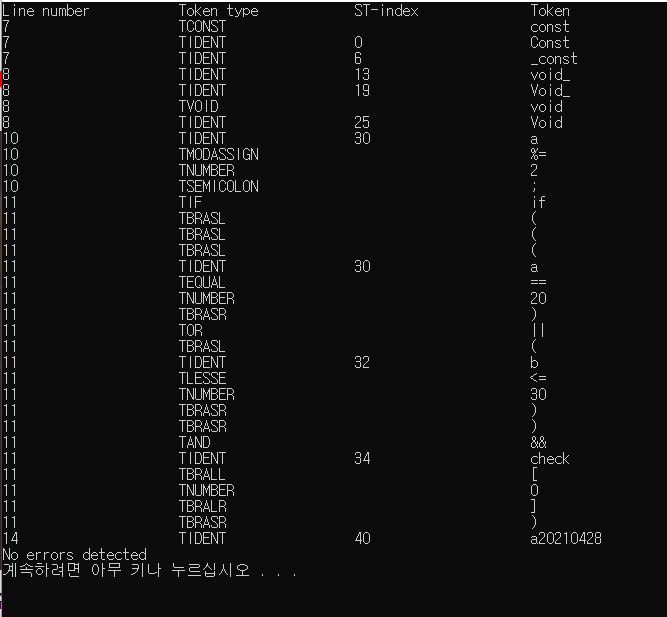 Line number Token type ST-index Token
7 TCONST const
7 TIDENT 0 Const
7 TIDENT 6 _const
8 TIDENT 13 void_
8 TIDENT 19 Void_
8 TVOID void
8 TIDENT 25 Void
10 TIDENT 30 a
10 TMODASSIGN %=
10 TNUMBER 2
10 TSEMICOLON ;
11 TIF if
11 TBRASL (
11 TBRASL (
11 TBRASL (
11 TIDENT 30 a
11 TEQUAL ==
11 TNUMBER 20
11 TBRASR )
11 TOR ||
11 TBRASL (
11 TIDENT 32 b
11 TLESSE <=
11 TNUMBER 30
11 TBRASR )
11 TBRASR )
11 TAND &&
11 TIDENT 34 check
11 TBRALL [
11 TNUMBER 0
11 TBRALR ]
11 TBRASR )
14 TIDENT 40 a20210428
No errors detected
계속하려면 아무 키나 누르십시오 . . .